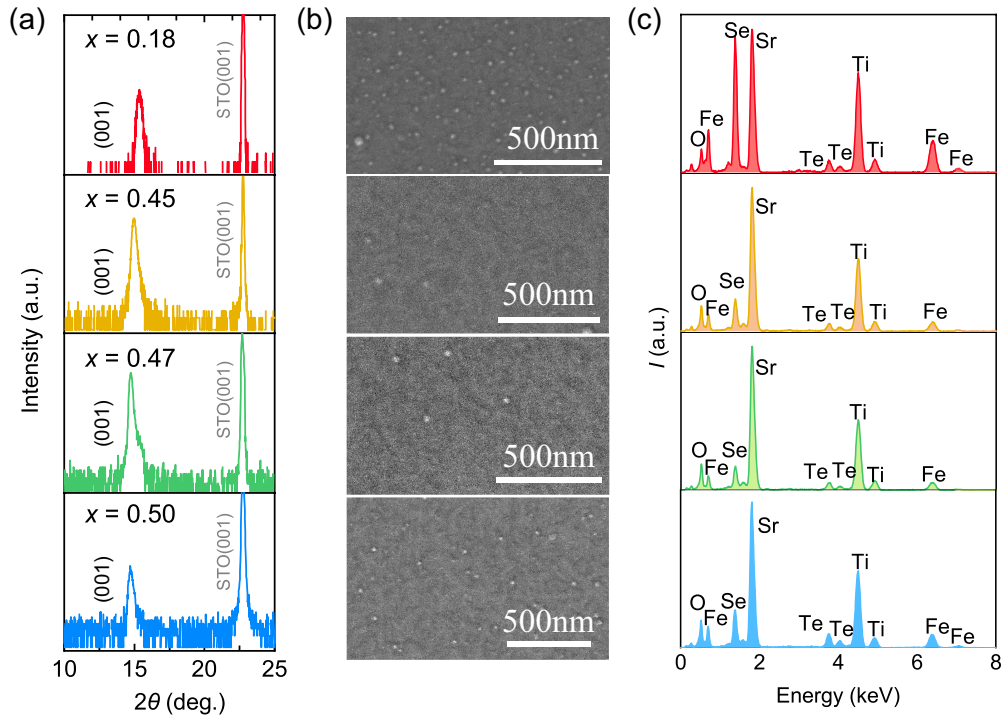 (a)
x = 0.18
(001)
STO(001)
x = 0.45
(001)
STO(001)
x = 0.47
(001)
STO(001)
x = 0.50
(001)
STO(001)
Intensity (a.u.)
10 15 20 25
2θ (deg.)
(b)
500nm
500nm
500nm
500nm
(c)
O Fe Se Sr Te Te Ti Ti Fe Fe
O Fe Se Sr Te Te Ti Ti Fe
O Fe Se Sr Te Te Ti Ti Fe
O Fe Se Sr Te Te Ti Ti Fe Fe
I (a.u.)
0 2 4 6 8
Energy (keV)